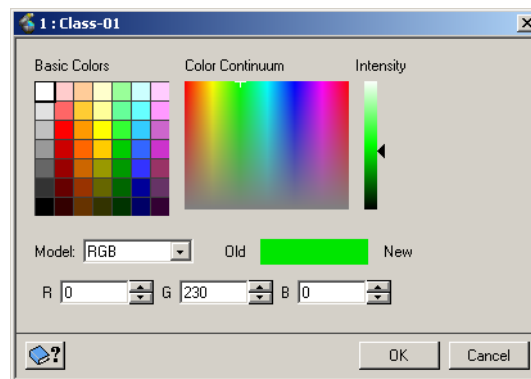 1 : Class-01
Basic Colors Color Continuum Intensity
Model: RGB Old New
R 0 G 230 B 0
? OK Cancel